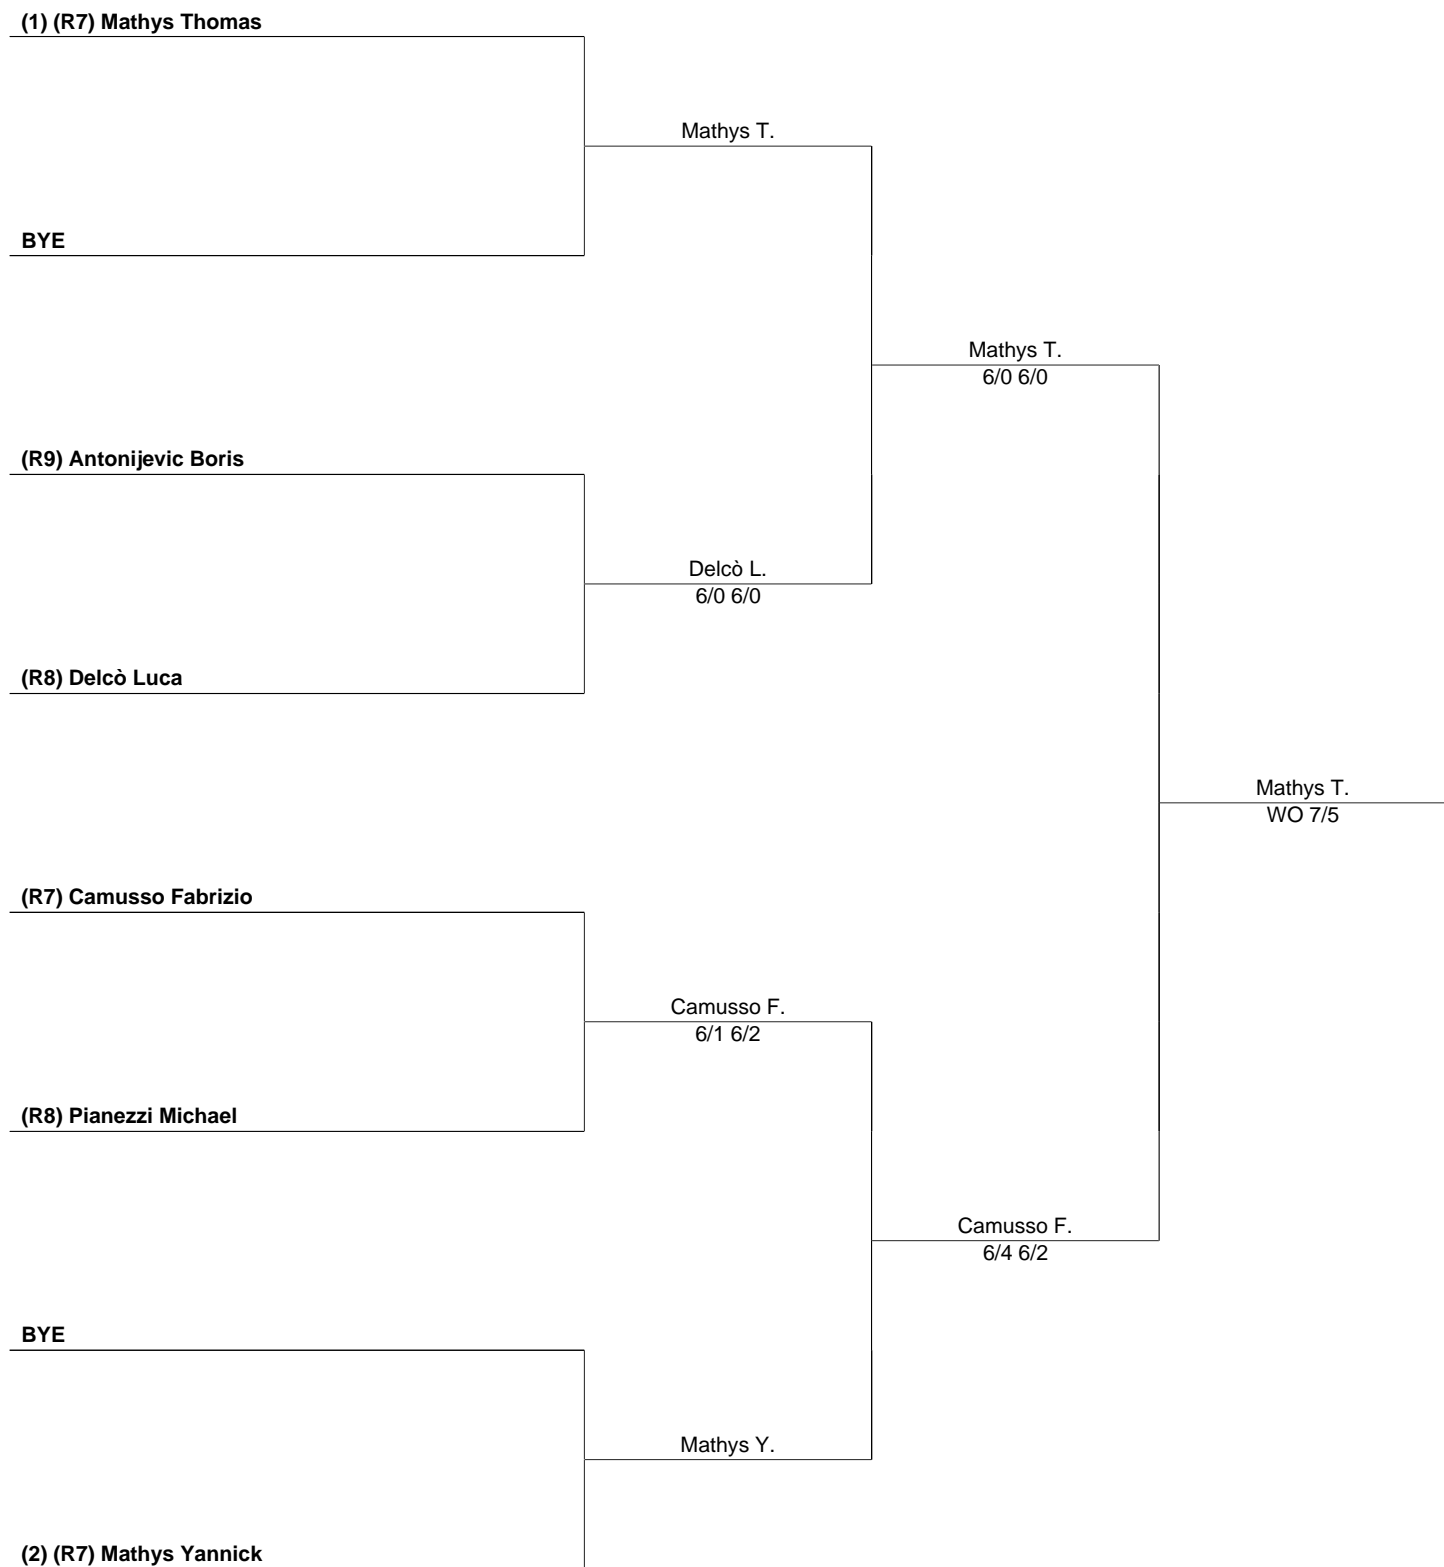 (1) (R7) Mathys Thomas
Mathys T.
BYE
Mathys T.
6/0 6/0
(R9) Antonijevic Boris
Delcò L.
6/0 6/0
(R8) Delcò Luca
Mathys T.
WO 7/5
(R7) Camusso Fabrizio
Camusso F.
6/1 6/2
(R8) Pianezzi Michael
Camusso F.
6/4 6/2
BYE
Mathys Y.
(2) (R7) Mathys Yannick